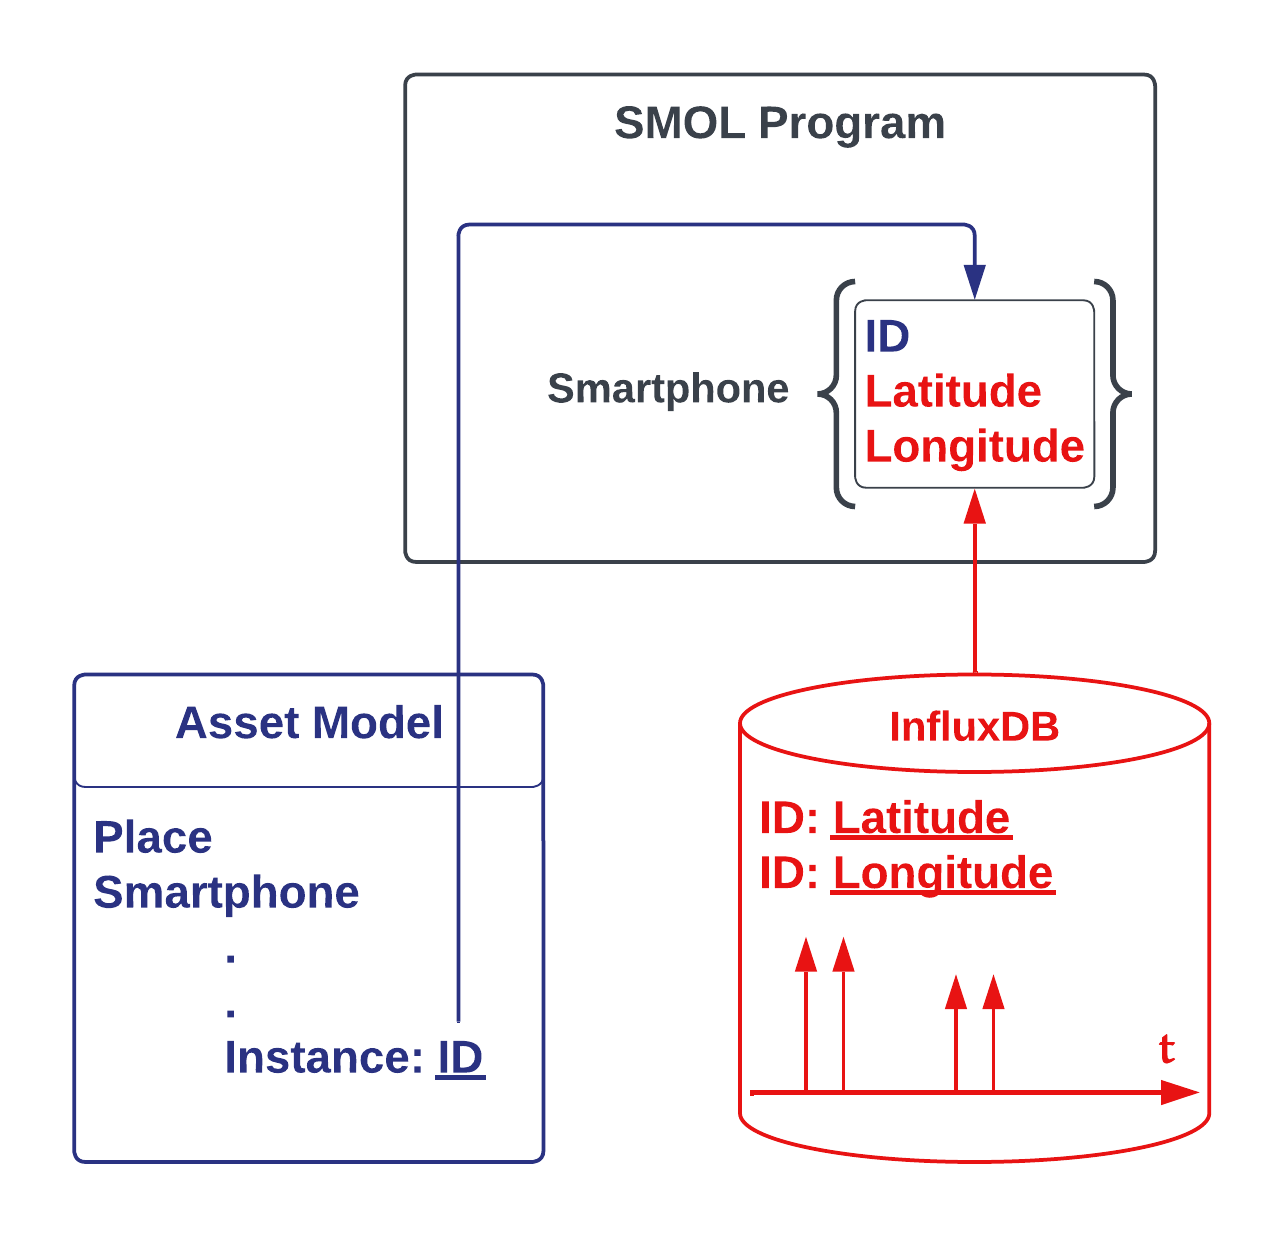 SMOL Program
Smartphone
ID
Latitude
Longitude
Asset Model
Place
Smartphone
.
.
Instance: ID
InfluxDB
ID: Latitude
ID: Longitude
t